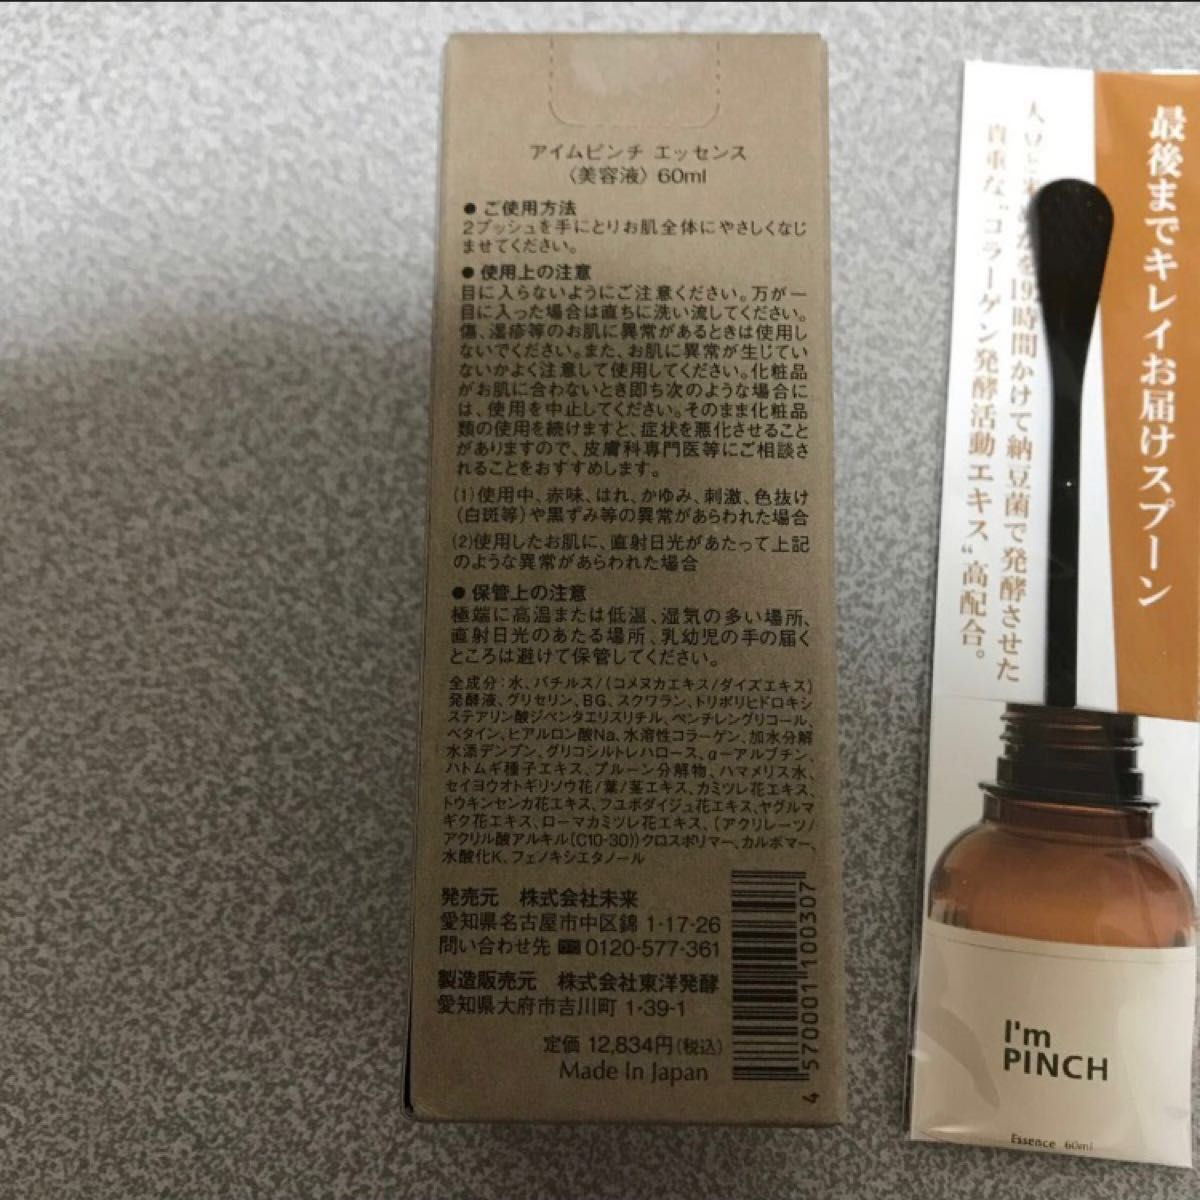 アイムピンチ エッセンス
〈美容液〉60ml
● ご使用方法
2プッシュを手にとりお肌全体にやさしくなじ
ませてください。
● 使用上の注意
目に入らないようにご注意ください。万が一
目に入った場合は直ちに洗い流してください。
傷、湿疹等のお肌に異常があるときは使用し
ないでください。また、お肌に異常が生じてい
ないかよく注意して使用してください。化粧品
がお肌に合わないとき即ち次のような場合に
は、使用を中止してください。そのまま化粧品
類の使用を続けますと、症状を悪化させること
がありますので、皮膚科専門医等にご相談さ
れることをおすすめします。
(1)使用中、赤味、はれ、かゆみ、刺激、色抜け
(白斑等)や黒ずみ等の異常があらわれた場合
(2)使用したお肌に、直射日光があたって上記
のような異常があらわれた場合
● 保管上の注意
極端に高温または低温、湿気の多い場所、
直射日光のあたる場所、乳幼児の手の届く
ところは避けて保管してください。
全成分：水、バチルス/(コメヌカエキス/ダイズエキス)
発酵液、グリセリン、BG、スクワラン、トリポリヒドロキシ
ステアリン酸ジペンタエリスリチル、ペンチレングリコール、
ベタイン、ヒアルロン酸Na、水溶性コラーゲン、加水分解
水添デンプン、グリコシルトレハロース、α－アルブチン、
ハトムギ種子エキス、プルーン分解物、ハマメリス水、
セイヨウオトギリソウ花/葉/茎エキス、カミツレ花エキス、
トウキンセンカ花エキス、フユボダイジュ花エキス、ヤグルマ
ギク花エキス、ローマカミツレ花エキス、(アクリレーツ/
アクリル酸アルキル(C10-30))クロスポリマー、カルボマー、
水酸化K、フェノキシエタノール
発売元 株式会社未来
愛知県名古屋市中区錦 1-17-26
問い合わせ先 0120-577-361
製造販売元 株式会社東洋発酵
愛知県大府市吉川町 1-39-1
定価 12,834円(税込)
Made In Japan
4 570001 100307
最後までキレイお届けスプーン
時間かけて納豆菌で発酵させた
貴重な“コラーゲン発酵活動エキス”高配合。
I'm
PINCH
Essence 60ml